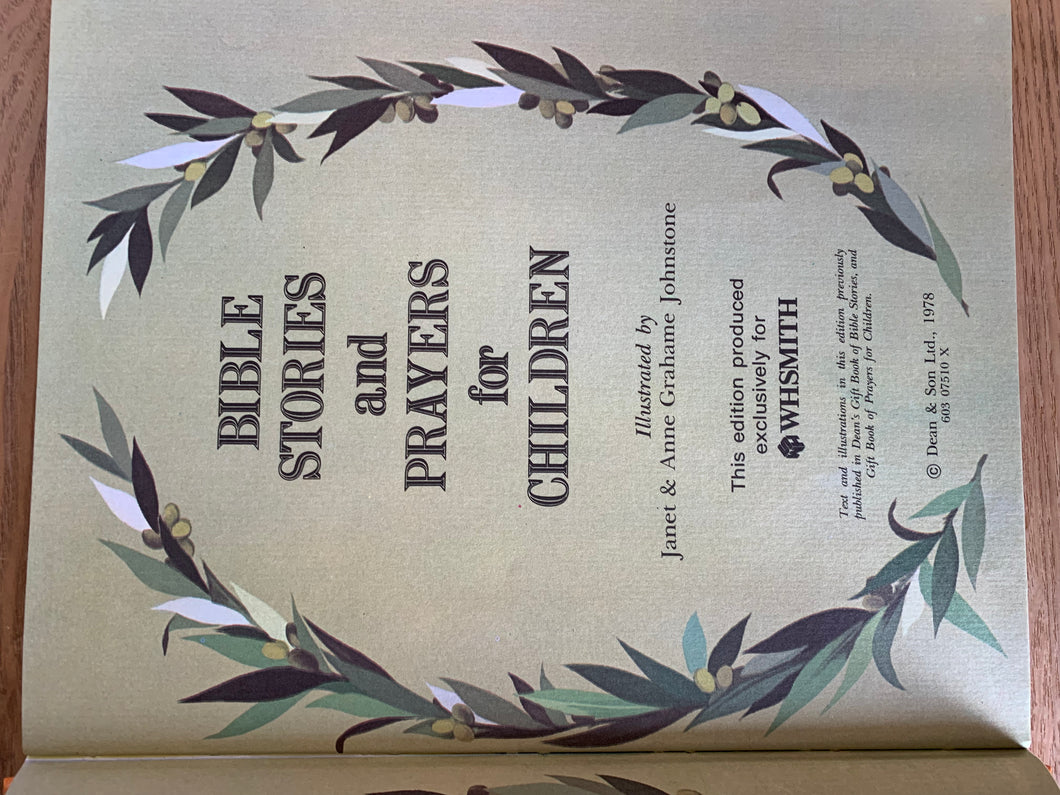 BIBLE
STORIES
and
PRAYERS
for
CHILDREN
Illustrated by
Janet & Anne Grahame Johnstone
This edition produced
exclusively for
WHSMITH
Text and illustrations in this edition previously
published in Dean's Gift Book of Bible Stories, and
Gift Book of Prayers for Children.
© Dean & Son Ltd., 1978
603 07510 X